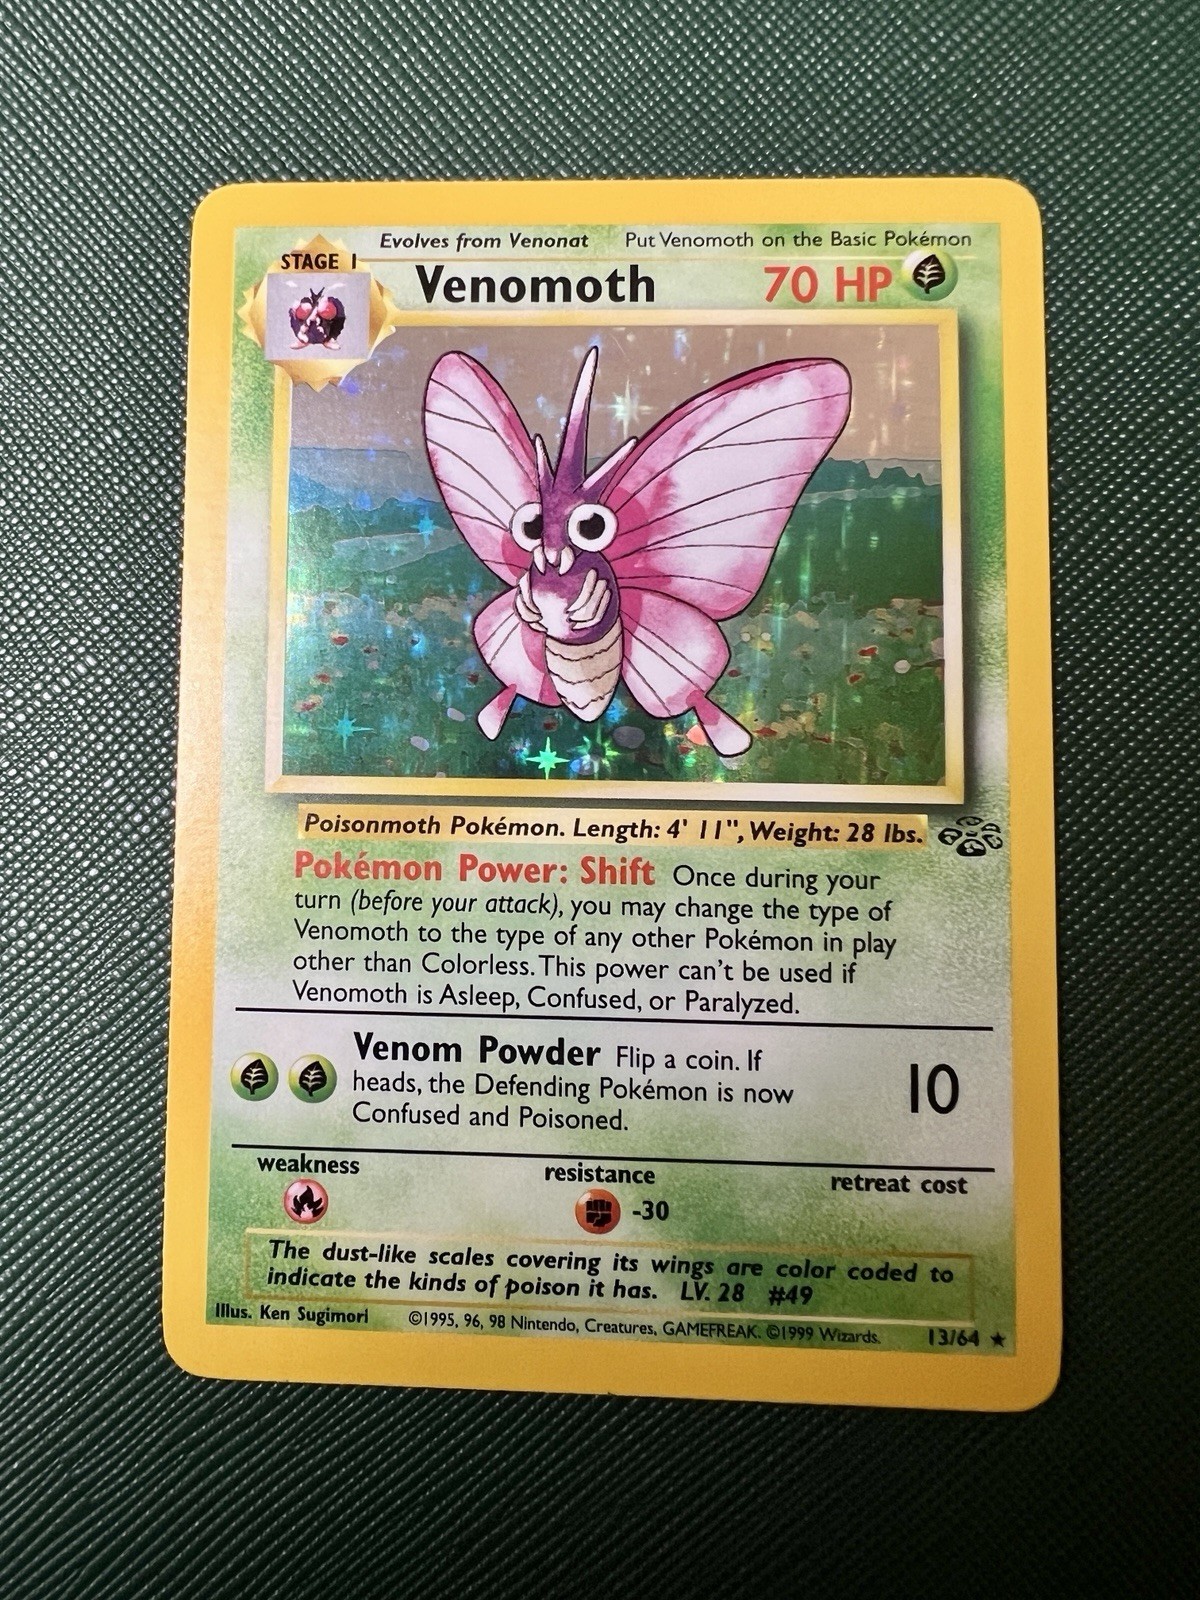 Evolves from Venonat Put Venomoth on the Basic Pokémon
STAGE 1
Venomoth 70 HP
Poisonmoth Pokémon. Length: 4' 11", Weight: 28 lbs.
Pokémon Power: Shift Once during your
turn (before your attack), you may change the type of
Venomoth to the type of any other Pokémon in play
other than Colorless. This power can't be used if
Venomoth is Asleep, Confused, or Paralyzed.
Venom Powder Flip a coin. If
heads, the Defending Pokémon is now
Confused and Poisoned.
10
weakness resistance retreat cost
-30
The dust-like scales covering its wings are color coded to
indicate the kinds of poison it has. LV. 28 #49
Illus. Ken Sugimori ©1995, 96, 98 Nintendo, Creatures, GAMEFREAK. ©1999 Wizards. 13/64 ★